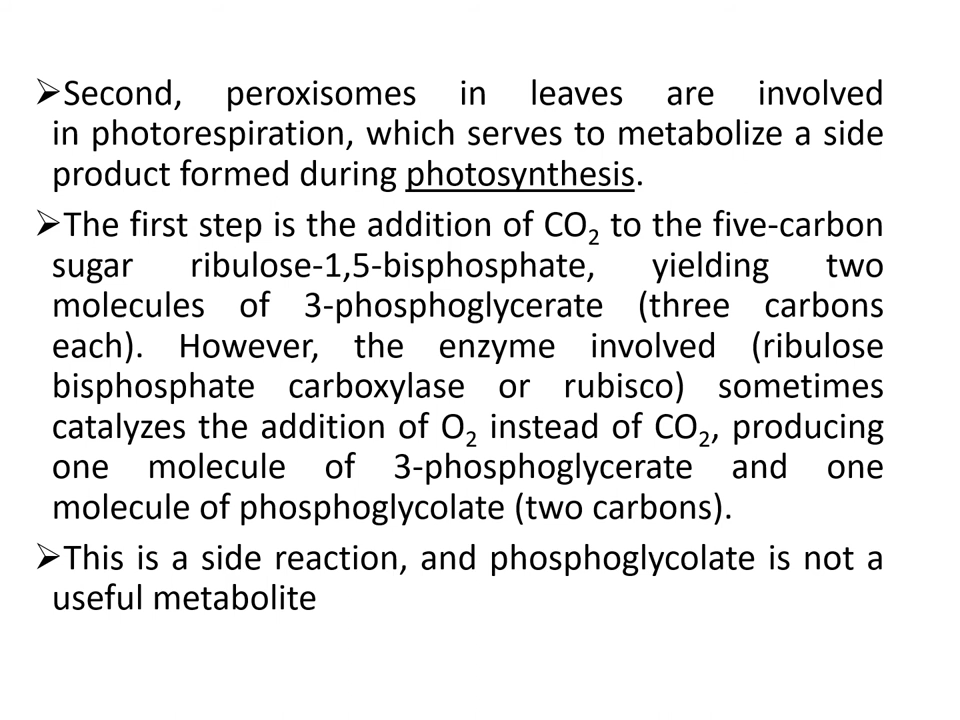 ➢Second, peroxisomes in leaves are involved
in photorespiration, which serves to metabolize a side
product formed during photosynthesis.
➢The first step is the addition of CO₂ to the five-carbon
sugar ribulose-1,5-bisphosphate, yielding two
molecules of 3-phosphoglycerate (three carbons
each). However, the enzyme involved (ribulose
bisphosphate carboxylase or rubisco) sometimes
catalyzes the addition of O₂ instead of CO₂, producing
one molecule of 3-phosphoglycerate and one
molecule of phosphoglycolate (two carbons).
➢This is a side reaction, and phosphoglycolate is not a
useful metabolite